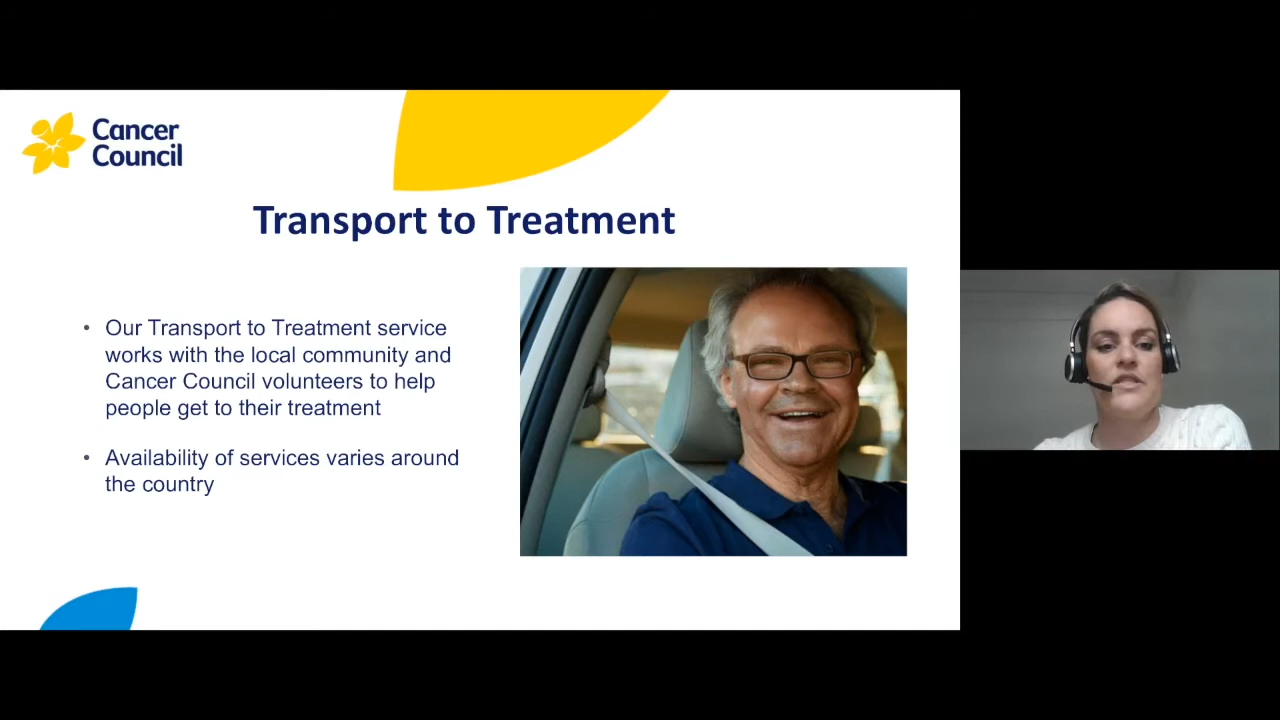 Cancer
Council
Transport to Treatment
• Our Transport to Treatment service
works with the local community and
Cancer Council volunteers to help
people get to their treatment
• Availability of services varies around
the country